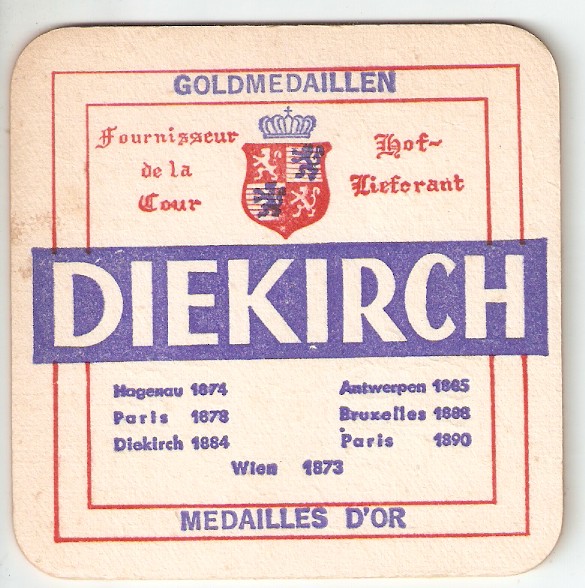 GOLDMEDAILLEN
Fournisseur
de la
Cour
Hof-
Lieferant
DIEKIRCH
Hagenau 1874
Paris 1878
Diekirch 1884
Antwerpen 1885
Bruxelles 1888
Paris 1890
Wien 1873
MEDAILLES D'OR